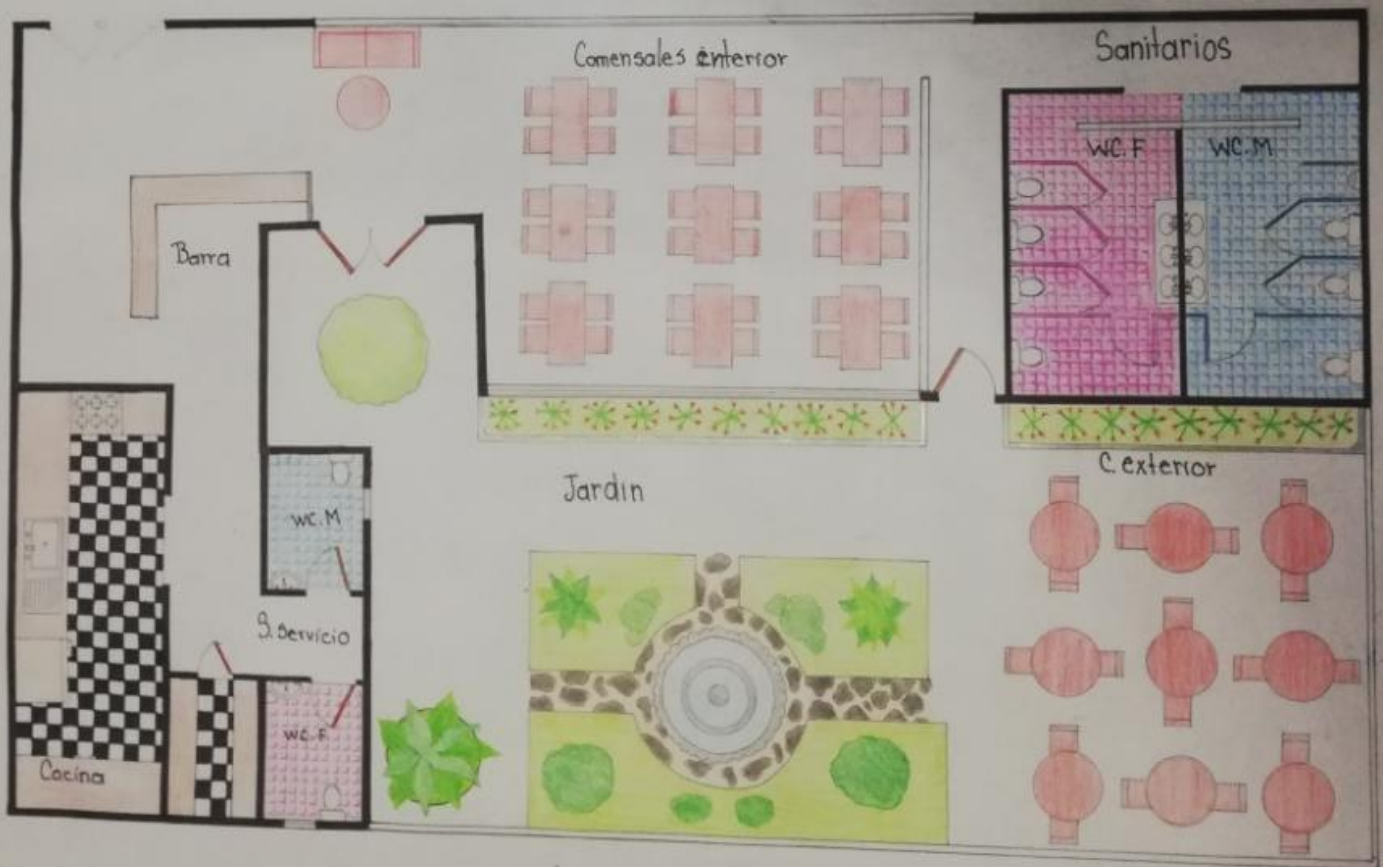 Comensales interior
Sanitarios
WC.F
WC.M
Barra
C. exterior
Jardin
WC.M
S. Servicio
WC.F
Cocina